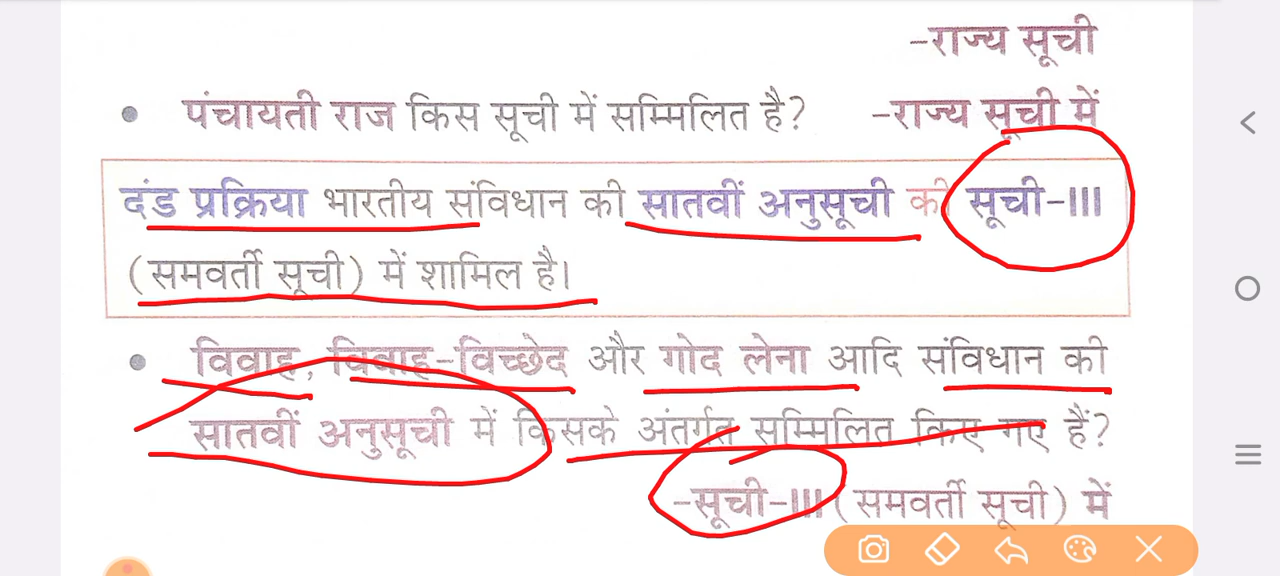 -राज्य सूची
• पंचायती राज किस सूची में सम्मिलित है? -राज्य सूची में
दंड प्रक्रिया भारतीय संविधान की सातवीं अनुसूची की सूची-III
(समवर्ती सूची) में शामिल है।
• विवाह, विवाह-विच्छेद और गोद लेना आदि संविधान की
सातवीं अनुसूची में किसके अंतर्गत सम्मिलित किए गए हैं?
-सूची-III (समवर्ती सूची) में